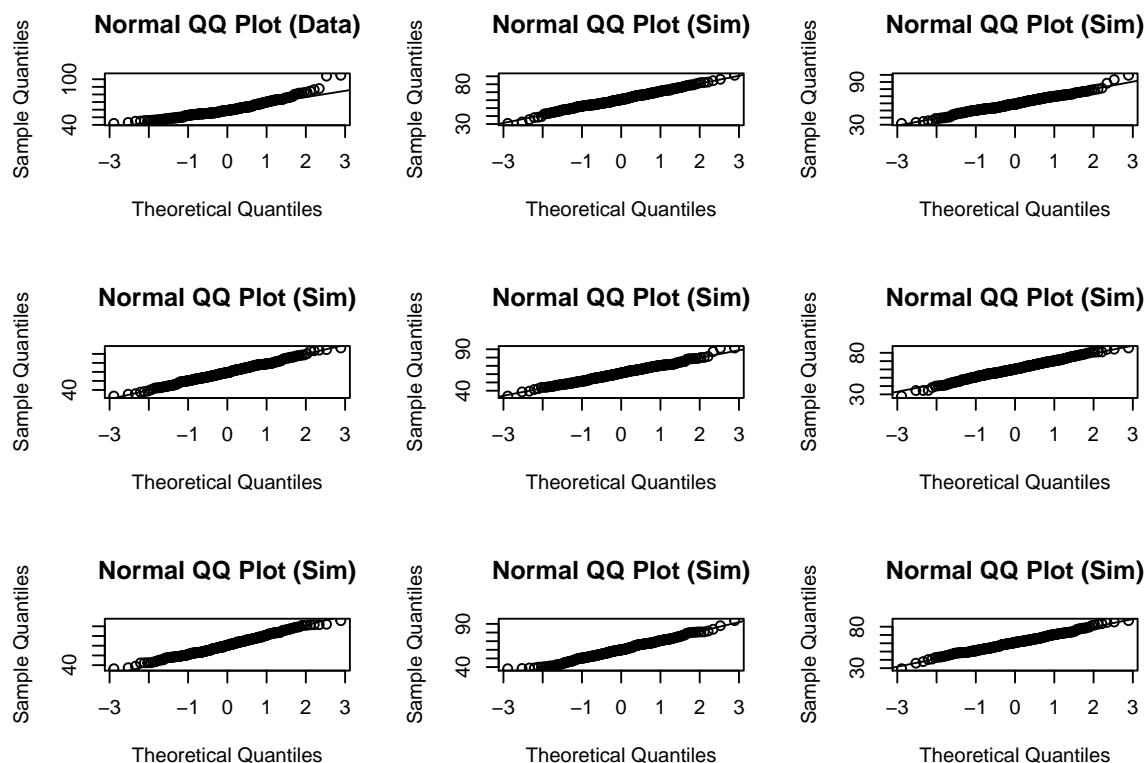 Normal QQ Plot (Data)
Sample Quantiles
40 100
−3 −1 0 1 2 3
Theoretical Quantiles
Normal QQ Plot (Sim)
Sample Quantiles
30 80
−3 −1 0 1 2 3
Theoretical Quantiles
Normal QQ Plot (Sim)
Sample Quantiles
30 90
−3 −1 0 1 2 3
Theoretical Quantiles
Normal QQ Plot (Sim)
Sample Quantiles
40
−3 −1 0 1 2 3
Theoretical Quantiles
Normal QQ Plot (Sim)
Sample Quantiles
40 90
−3 −1 0 1 2 3
Theoretical Quantiles
Normal QQ Plot (Sim)
Sample Quantiles
30 80
−3 −1 0 1 2 3
Theoretical Quantiles
Normal QQ Plot (Sim)
Sample Quantiles
40
−3 −1 0 1 2 3
Theoretical Quantiles
Normal QQ Plot (Sim)
Sample Quantiles
40 90
−3 −1 0 1 2 3
Theoretical Quantiles
Normal QQ Plot (Sim)
Sample Quantiles
30 80
−3 −1 0 1 2 3
Theoretical Quantiles